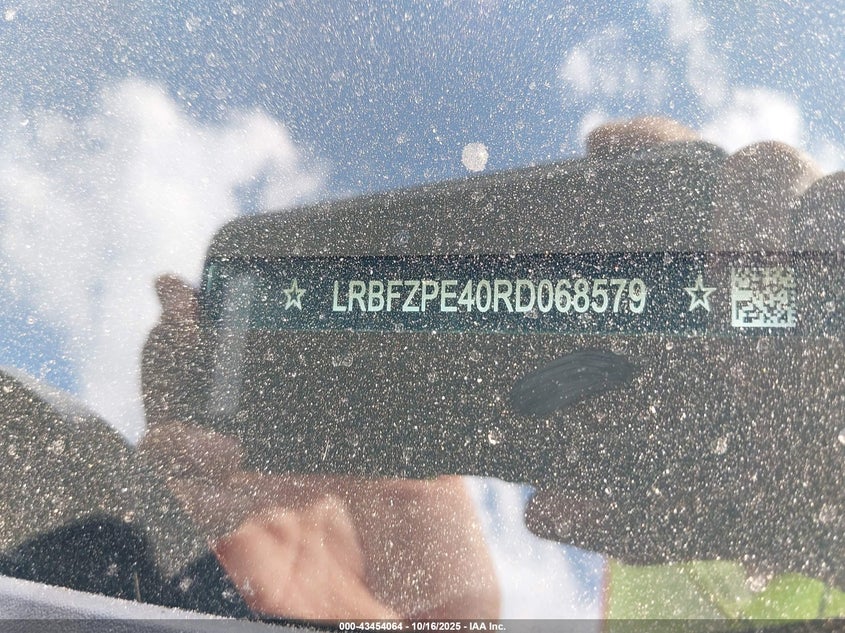 ☆ LRBFZPE40RD068579 ☆
000-43454064 - 10/16/2025 - IAA Inc.